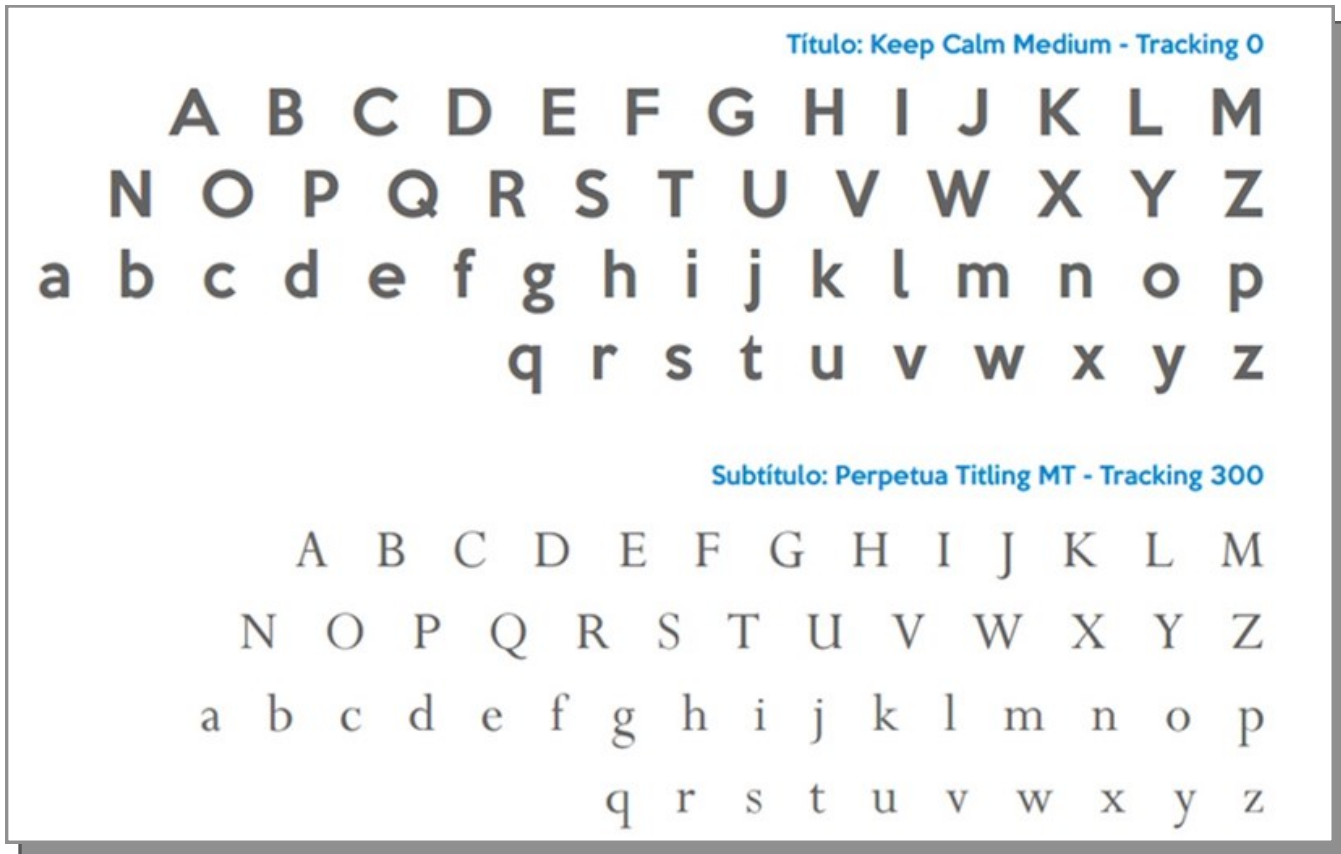 Título: Keep Calm Medium - Tracking 0
A B C D E F G H I J K L M
N O P Q R S T U V W X Y Z
a b c d e f g h i j k l m n o p
q r s t u v w x y z
Subtítulo: Perpetua Titling MT - Tracking 300
A B C D E F G H I J K L M
N O P Q R S T U V W X Y Z
a b c d e f g h i j k l m n o p
q r s t u v w x y z